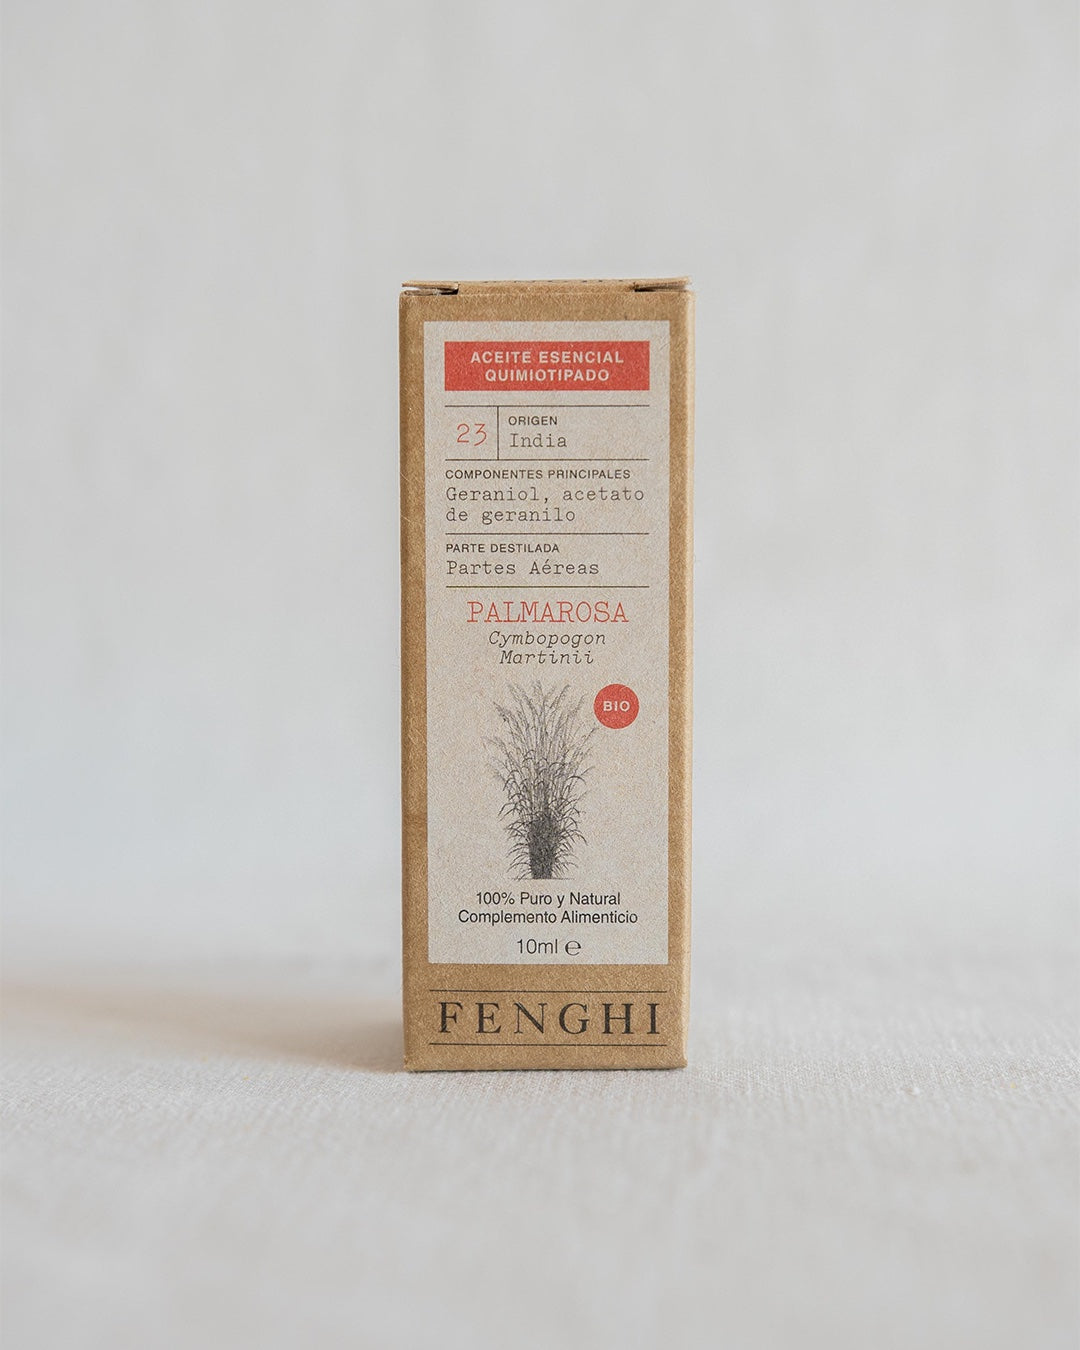 ACEITE ESENCIAL
QUIMIOTIPADO
23
ORIGEN
India
COMPONENTES PRINCIPALES
Geraniol, acetato
de geranilo
PARTE DESTILADA
Partes Aéreas
PALMAROSA
Cymbopogon
Martinii
BIO
100% Puro y Natural
Complemento Alimenticio
10ml ℮
FENGHI